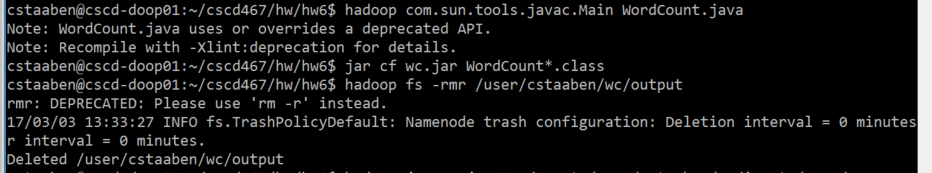 cstaaben@cscd-doop01:~/cscd467/hw/hw6$ hadoop com.sun.tools.javac.Main WordCount.java
Note: WordCount.java uses or overrides a deprecated API.
Note: Recompile with -Xlint:deprecation for details.
cstaaben@cscd-doop01:~/cscd467/hw/hw6$ jar cf wc.jar WordCount*.class
cstaaben@cscd-doop01:~/cscd467/hw/hw6$ hadoop fs -rmr /user/cstaaben/wc/output
rmr: DEPRECATED: Please use 'rm -r' instead.
17/03/03 13:33:27 INFO fs.TrashPolicyDefault: Namenode trash configuration: Deletion interval = 0 minutes
r interval = 0 minutes.
Deleted /user/cstaaben/wc/output